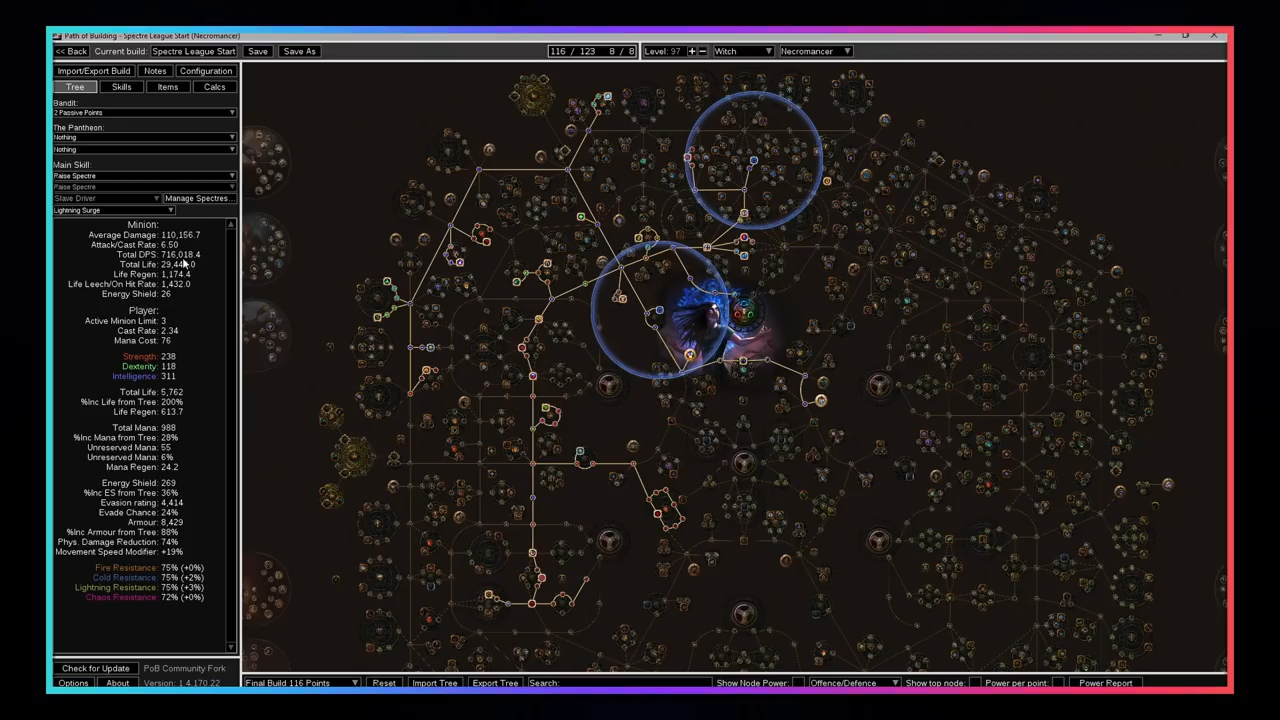 Path of Building - Spectre League Start (Necromancer)
<< Back Current build: Spectre League Start Save Save As 116 / 123 8 / 8 Level: 97 + − Witch Necromancer
Import/Export Build Notes Configuration
Tree Skills Items Calcs
Bandit:
2 Passive Points
The Pantheon:
Nothing
Nothing
Main Skill:
Raise Spectre
Raise Spectre
Slave Driver Manage Spectres...
Lightning Surge
Minion:
Average Damage: 110,156.7
Attack/Cast Rate: 6.50
Total DPS: 716,018.4
Total Life:
Life Regen: 1,174.4
Life Leech/On Hit Rate: 1,432.0
Energy Shield: 26
Player:
Active Minion Limit: 3
Cast Rate: 2.34
Mana Cost: 76
Strength: 238
Dexterity: 118
Intelligence: 311
Total Life: 5,762
%Inc Life from Tree: 200%
Life Regen: 613.7
Total Mana: 988
%Inc Mana from Tree: 28%
Unreserved Mana: 55
Unreserved Mana: 6%
Mana Regen: 24.2
Energy Shield: 269
%Inc ES from Tree: 36%
Evasion rating: 4,414
Evade Chance: 24%
Armour: 8,429
%Inc Armour from Tree: 88%
Phys. Damage Reduction: 74%
Movement Speed Modifier: +19%
Fire Resistance: 75% (+0%)
Cold Resistance: 75% (+2%)
Lightning Resistance: 75% (+3%)
Chaos Resistance: 72% (+0%)
Check for Update PoB Community Fork
Options About Version: 1.4.170.22
Final Build 116 Points Reset Import Tree Export Tree Search: Show Node Power: Offence/Defence Show top node: Power per point: Power Report